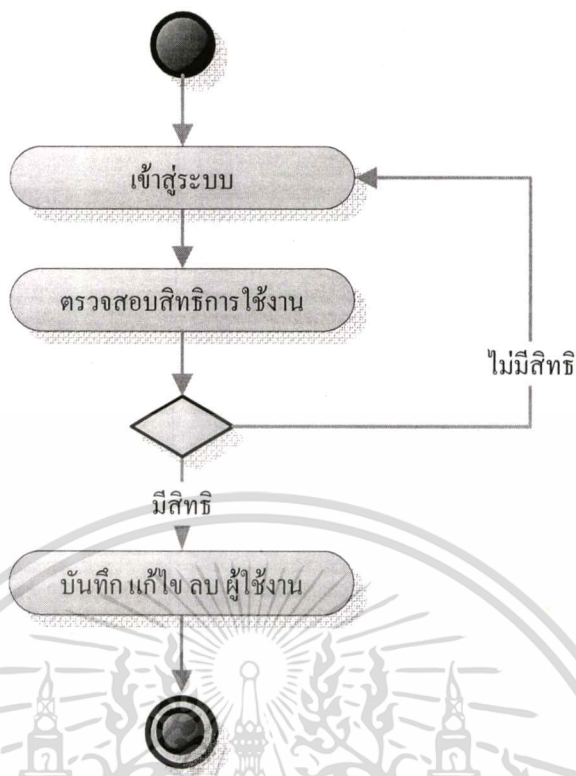 เข้าสู่ระบบ
ตรวจสอบสิทธิการใช้งาน
ไม่มีสิทธิ
มีสิทธิ
บันทึก แก้ไข ลบ ผู้ใช้งาน